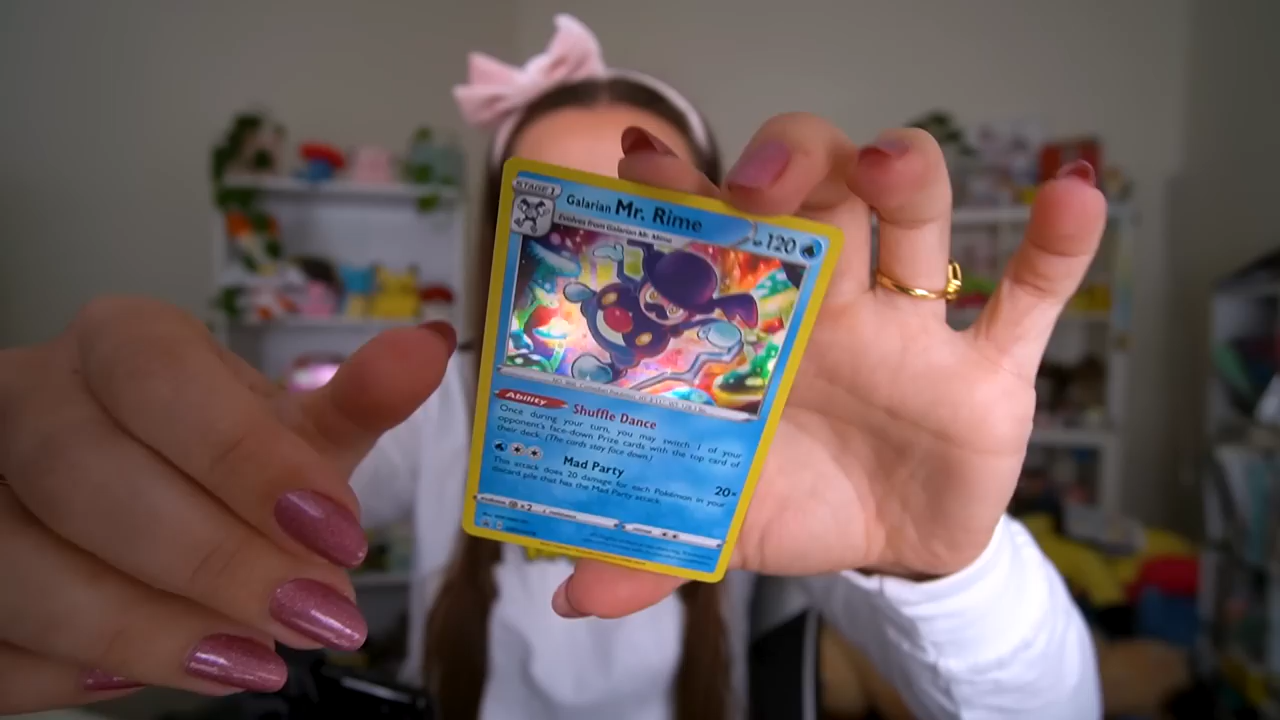 STAGE 1
Galarian Mr. Rime
120
Evolves from Galarian Mr. Mime
Ability Shuffle Dance
Once during your turn, you may switch 1 of your
opponent's face-down Prize cards with the top card of
their deck. (The cards stay face down.)
Mad Party
20×
This attack does 20 damage for each Pokémon in your
discard pile that has the Mad Party attack.
×2